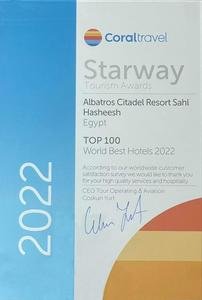 Coraltravel
Starway
Tourism Awards
Albatros Citadel Resort Sahl
Hasheesh
Egypt
TOP 100
World Best Hotels 2022
According to our worldwide customer
satisfaction survey we would like to thank you
for your high quality services and hospitality
CEO Tour Operating & Aviation
Coskun Yurt
2022